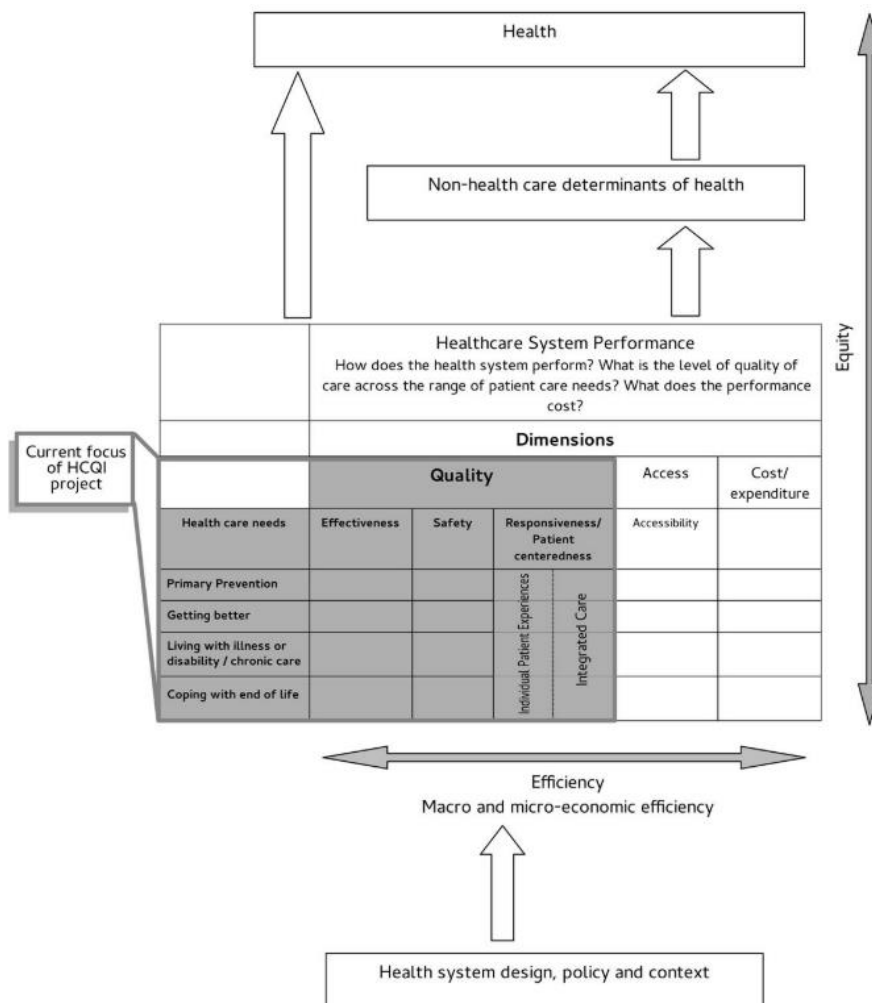 Health
Non-health care determinants of health
Healthcare System Performance
How does the health system perform? What is the level of quality of
care across the range of patient care needs? What does the performance
cost?
Equity
Dimensions
Current focus
of HCQI
project
Quality
Access
Cost/
expenditure
Health care needs
Effectiveness
Safety
Responsiveness/
Patient
centeredness
Accessibility
Primary Prevention
Getting better
Living with illness or
disability / chronic care
Coping with end of life
Individual Patient Experiences
Integrated Care
Efficiency
Macro and micro-economic efficiency
Health system design, policy and context